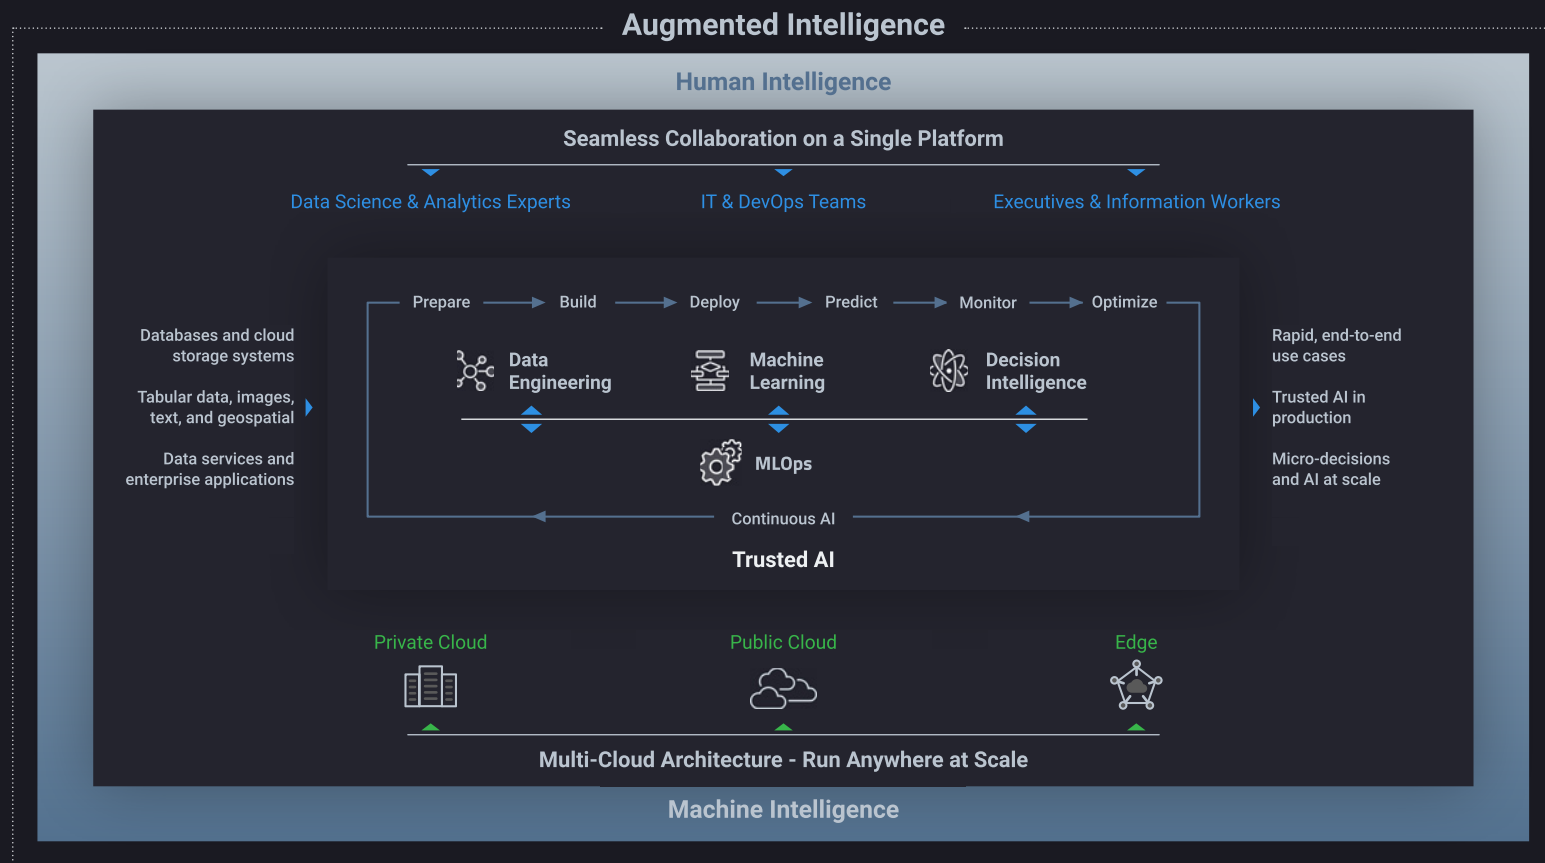 Augmented Intelligence
Human Intelligence
Seamless Collaboration on a Single Platform
Data Science & Analytics Experts
IT & DevOps Teams
Executives & Information Workers
Databases and cloud
storage systems
Tabular data, images,
text, and geospatial
Data services and
enterprise applications
Prepare
Build
Deploy
Predict
Monitor
Optimize
Data
Engineering
Machine
Learning
Decision
Intelligence
MLOps
Continuous AI
Trusted AI
Rapid, end-to-end
use cases
Trusted AI in
production
Micro-decisions
and AI at scale
Private Cloud
Public Cloud
Edge
Multi-Cloud Architecture - Run Anywhere at Scale
Machine Intelligence